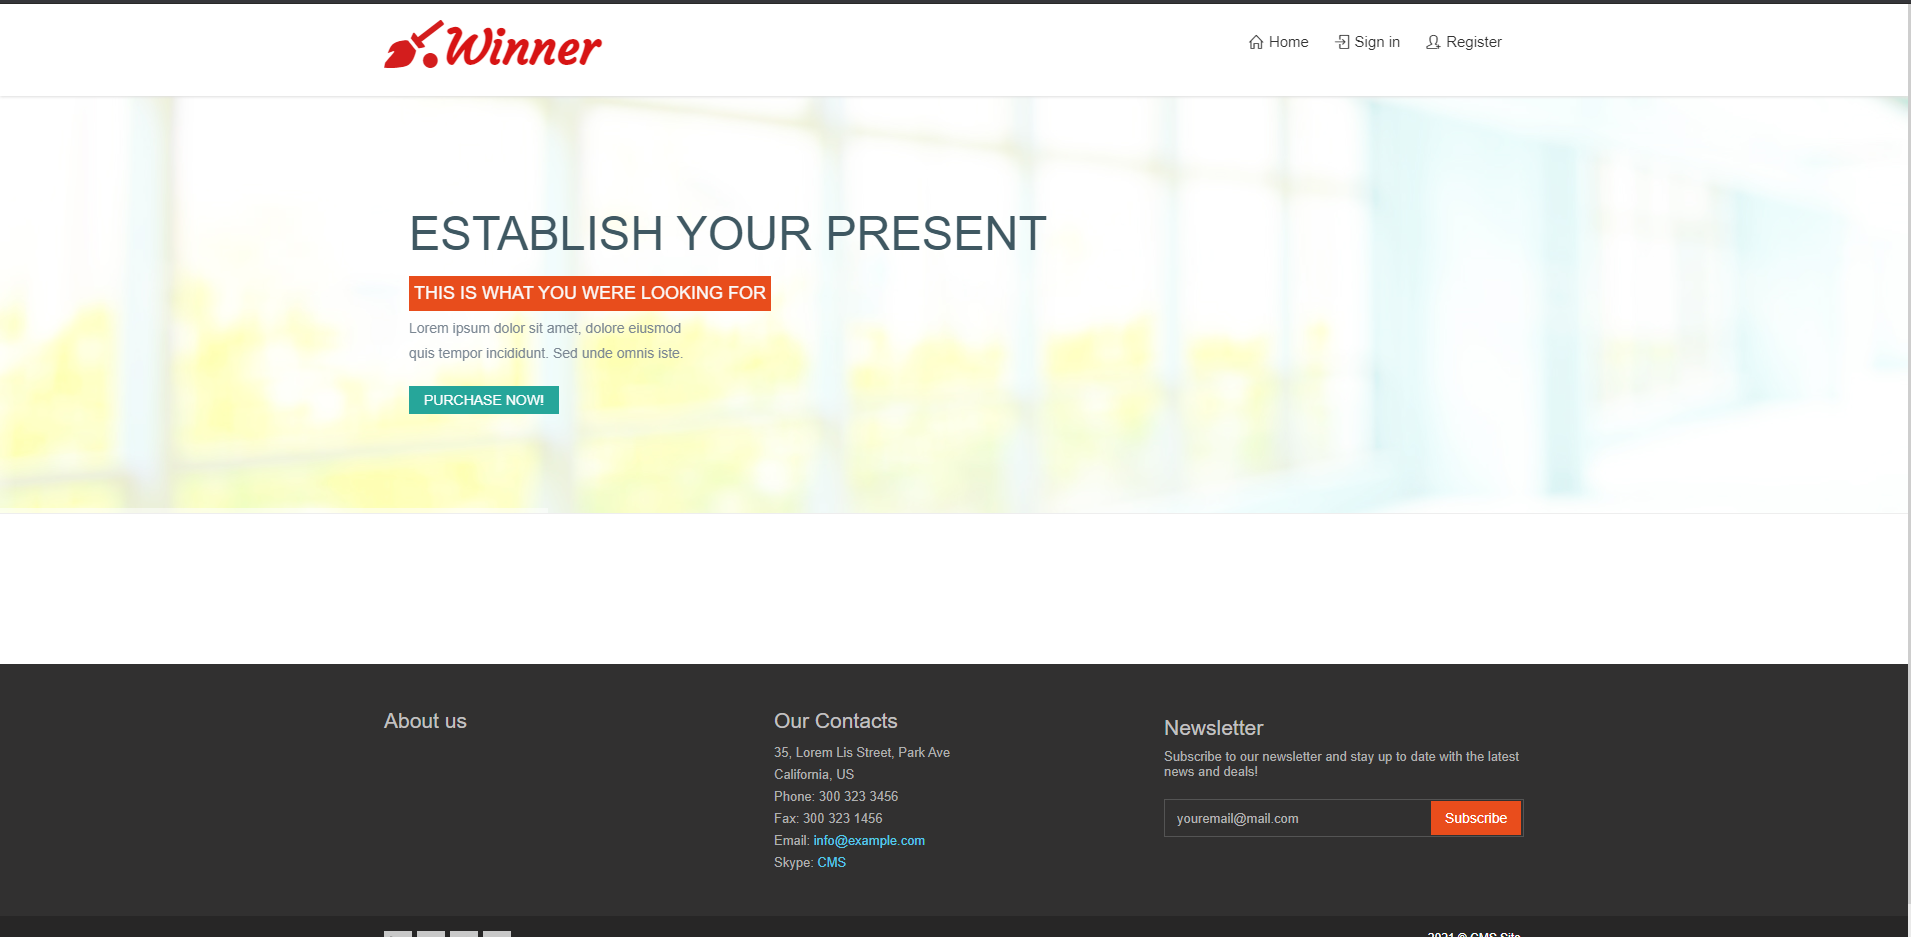 Winner
Home
Sign in
Register
ESTABLISH YOUR PRESENT
THIS IS WHAT YOU WERE LOOKING FOR
Lorem ipsum dolor sit amet, dolore eiusmod
quis tempor incididunt. Sed unde omnis iste.
PURCHASE NOW!
About us
Our Contacts
35, Lorem Lis Street, Park Ave
California, US
Phone: 300 323 3456
Fax: 300 323 1456
Email: info@example.com
Skype: CMS
Newsletter
Subscribe to our newsletter and stay up to date with the latest
news and deals!
youremail@mail.com
Subscribe
2021 © CMS Site